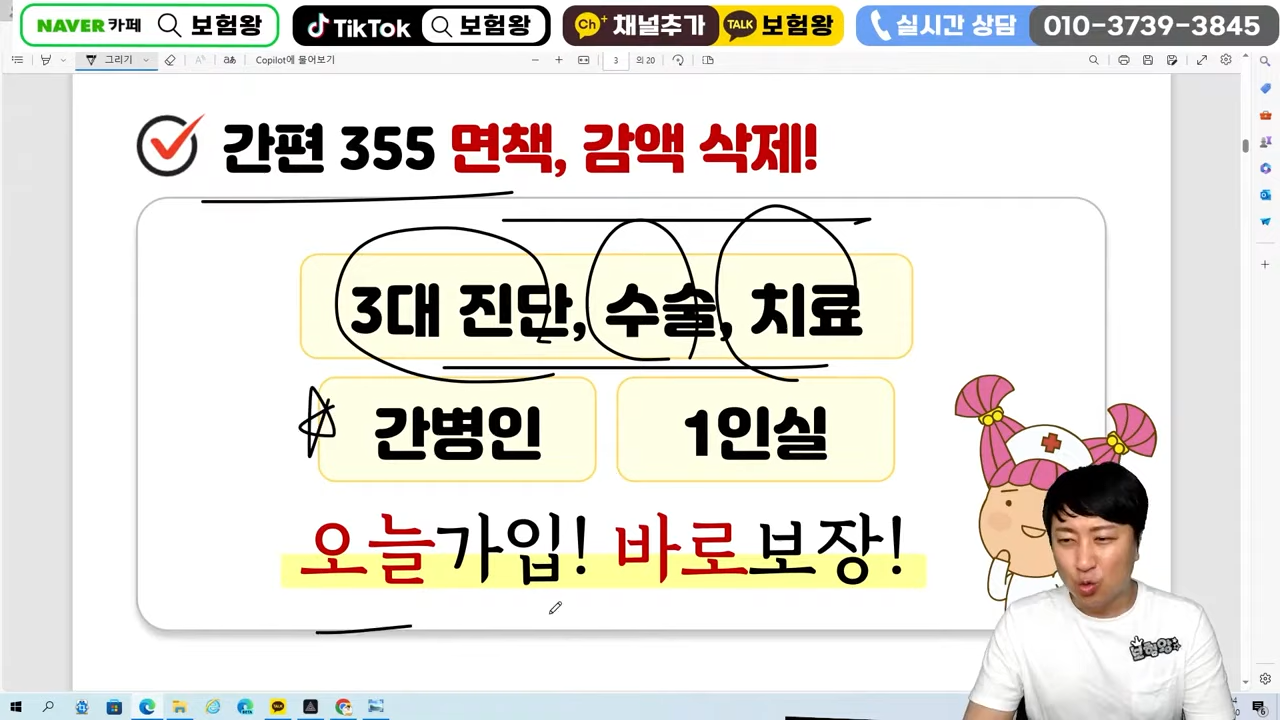 NAVER 카페 보험왕 TikTok 보험왕 Ch+ 채널추가 TALK 보험왕 실시간 상담 010-3739-3845
그리기 aあ Copilot에 물어보기 3 의 20
간편 355 면책, 감액 삭제!
3대 진단, 수술, 치료
간병인 1인실
오늘가입! 바로보장!
보험왕